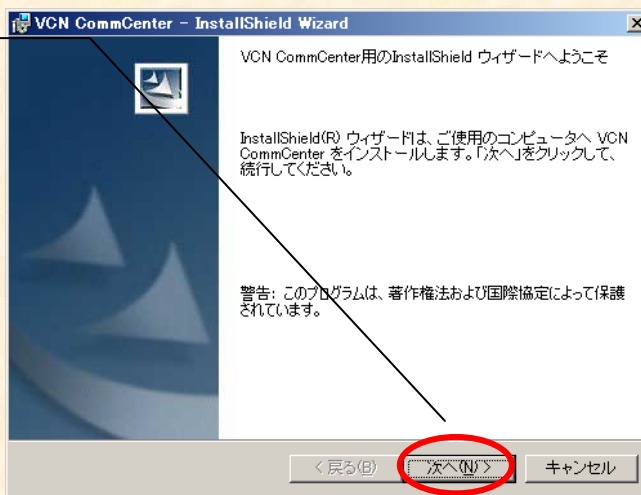 VCN CommCenter - InstallShield Wizard
VCN CommCenter用のInstallShield ウィザードへようこそ
InstallShield(R) ウィザードは、ご使用のコンピュータへ VCN
CommCenter をインストールします。「次へ」をクリックして、
続行してください。
警告: このプログラムは、著作権法および国際協定によって保護
されています。
< 戻る(B)
次へ(N) >
キャンセル